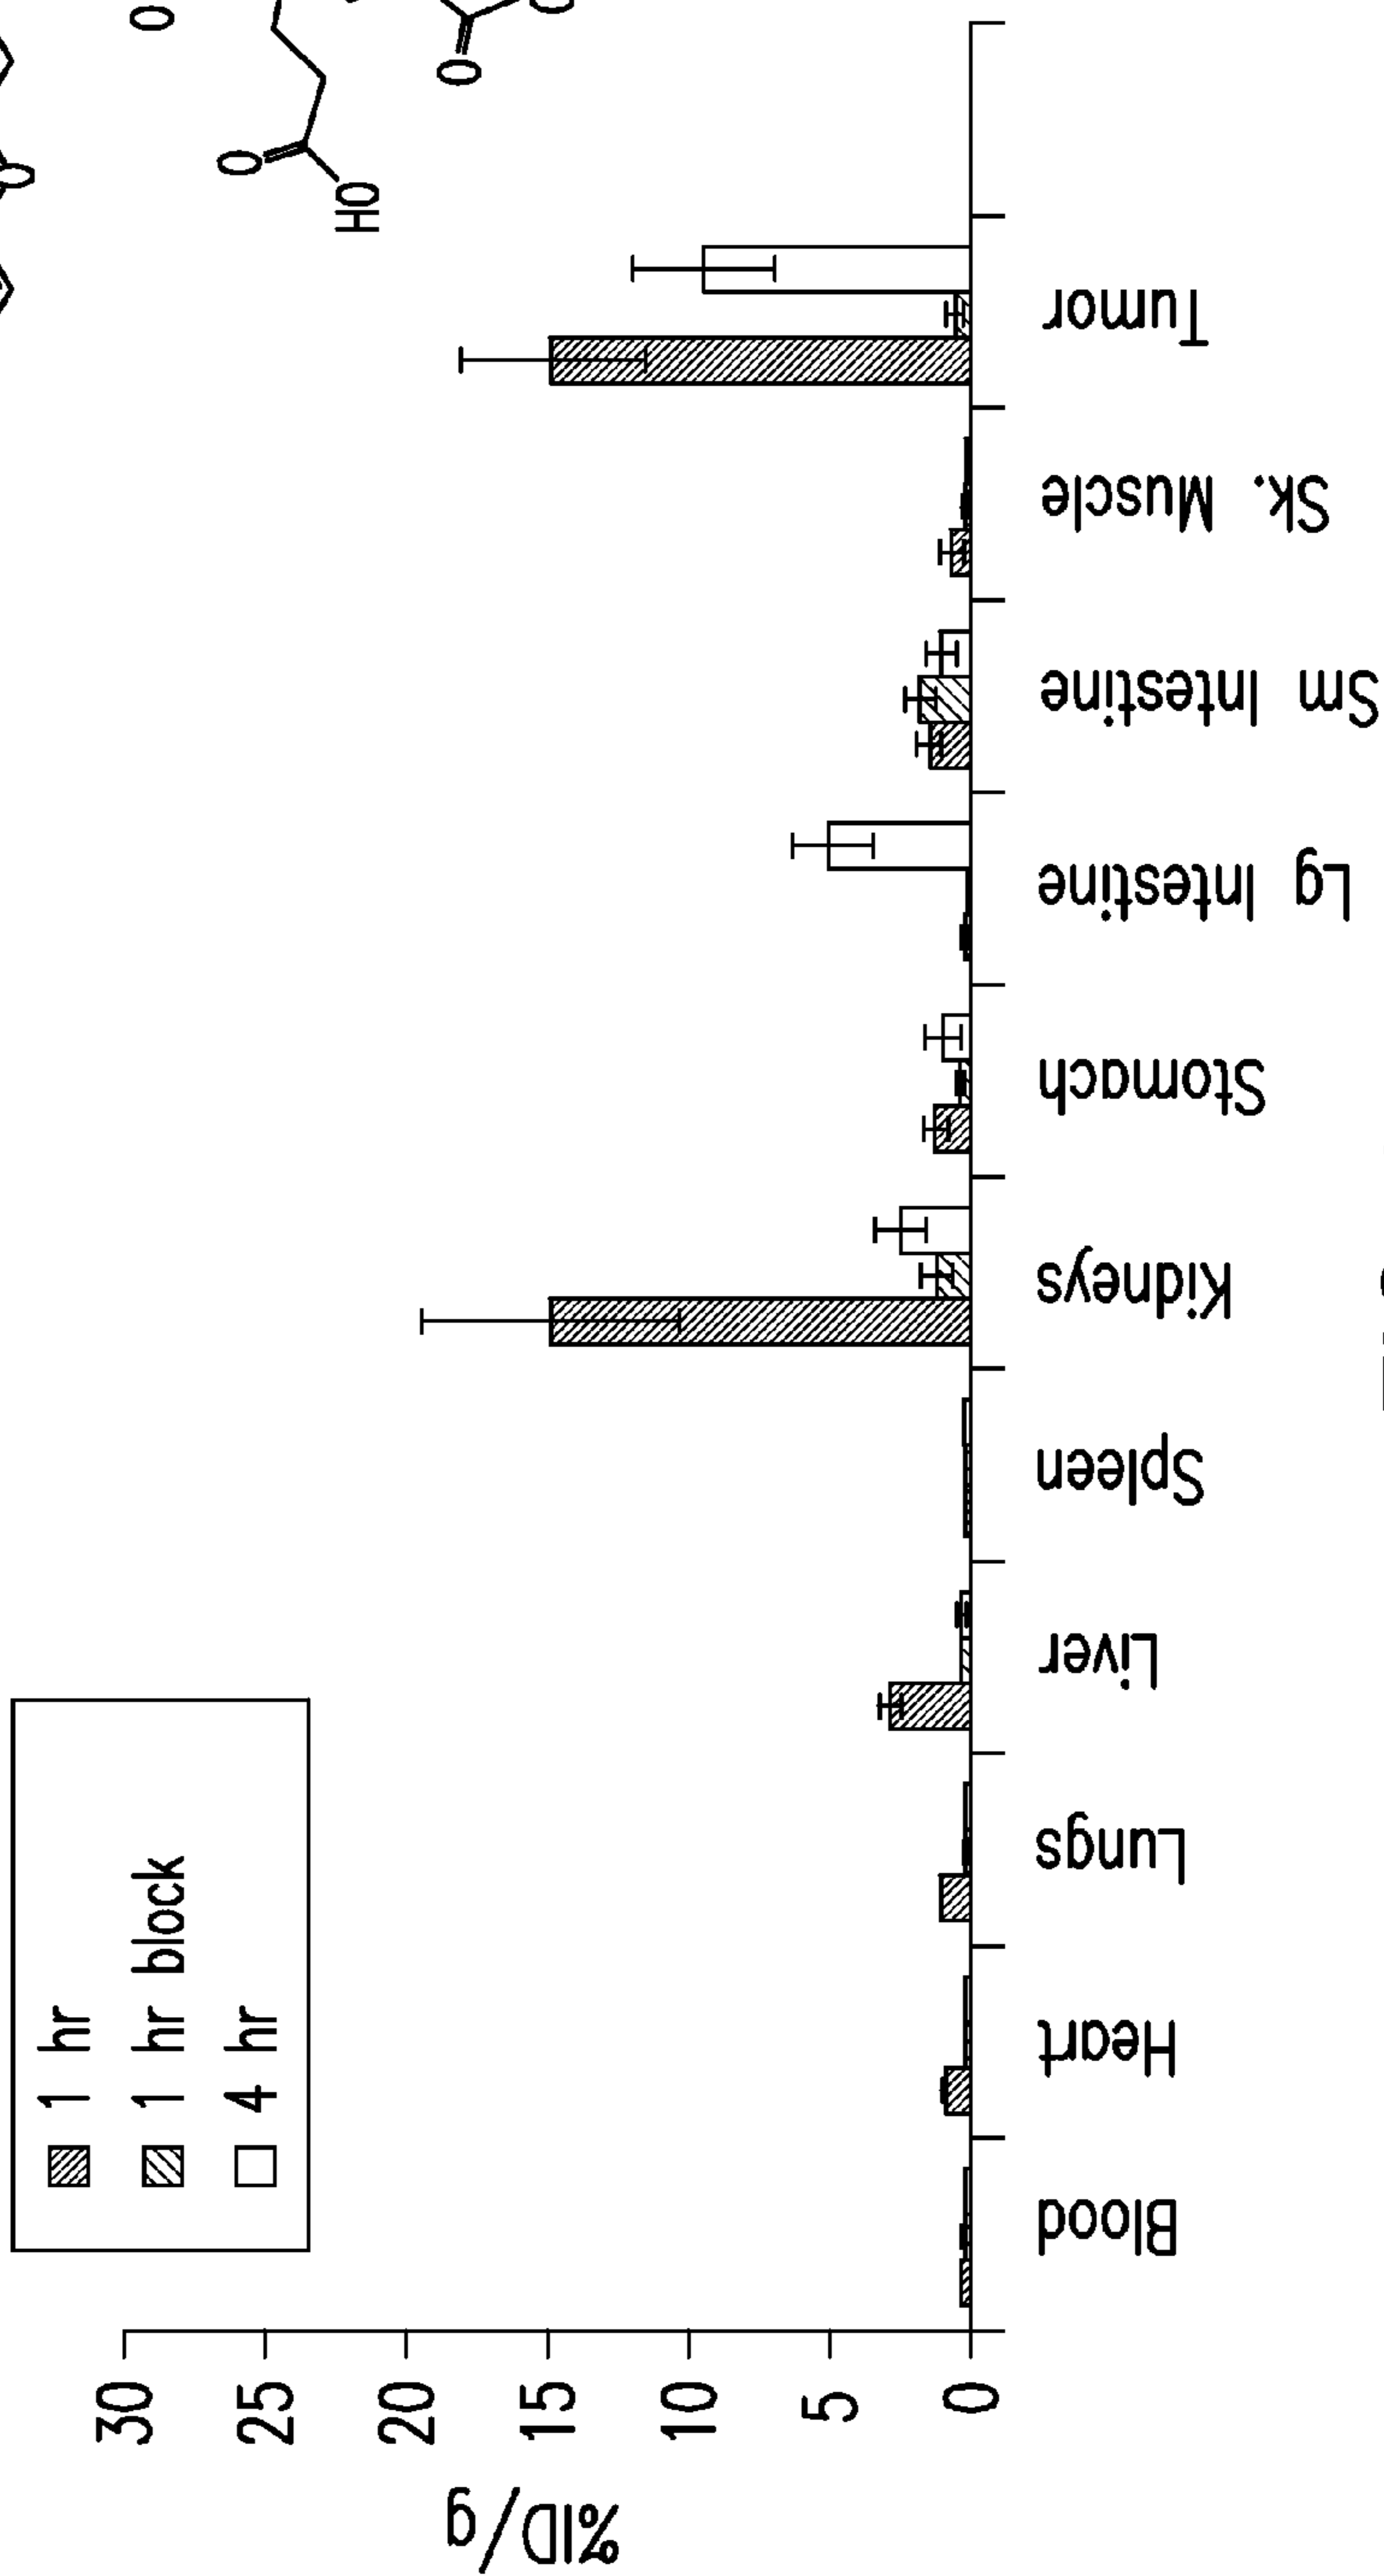 O
O
O
O
HO
O
1 hr
1 hr block
4 hr
%ID/g
30
25
20
15
10
5
0
Blood
Heart
Lungs
Liver
Spleen
Kidneys
Stomach
Lg Intestine
Sm Intestine
Sk. Muscle
Tumor